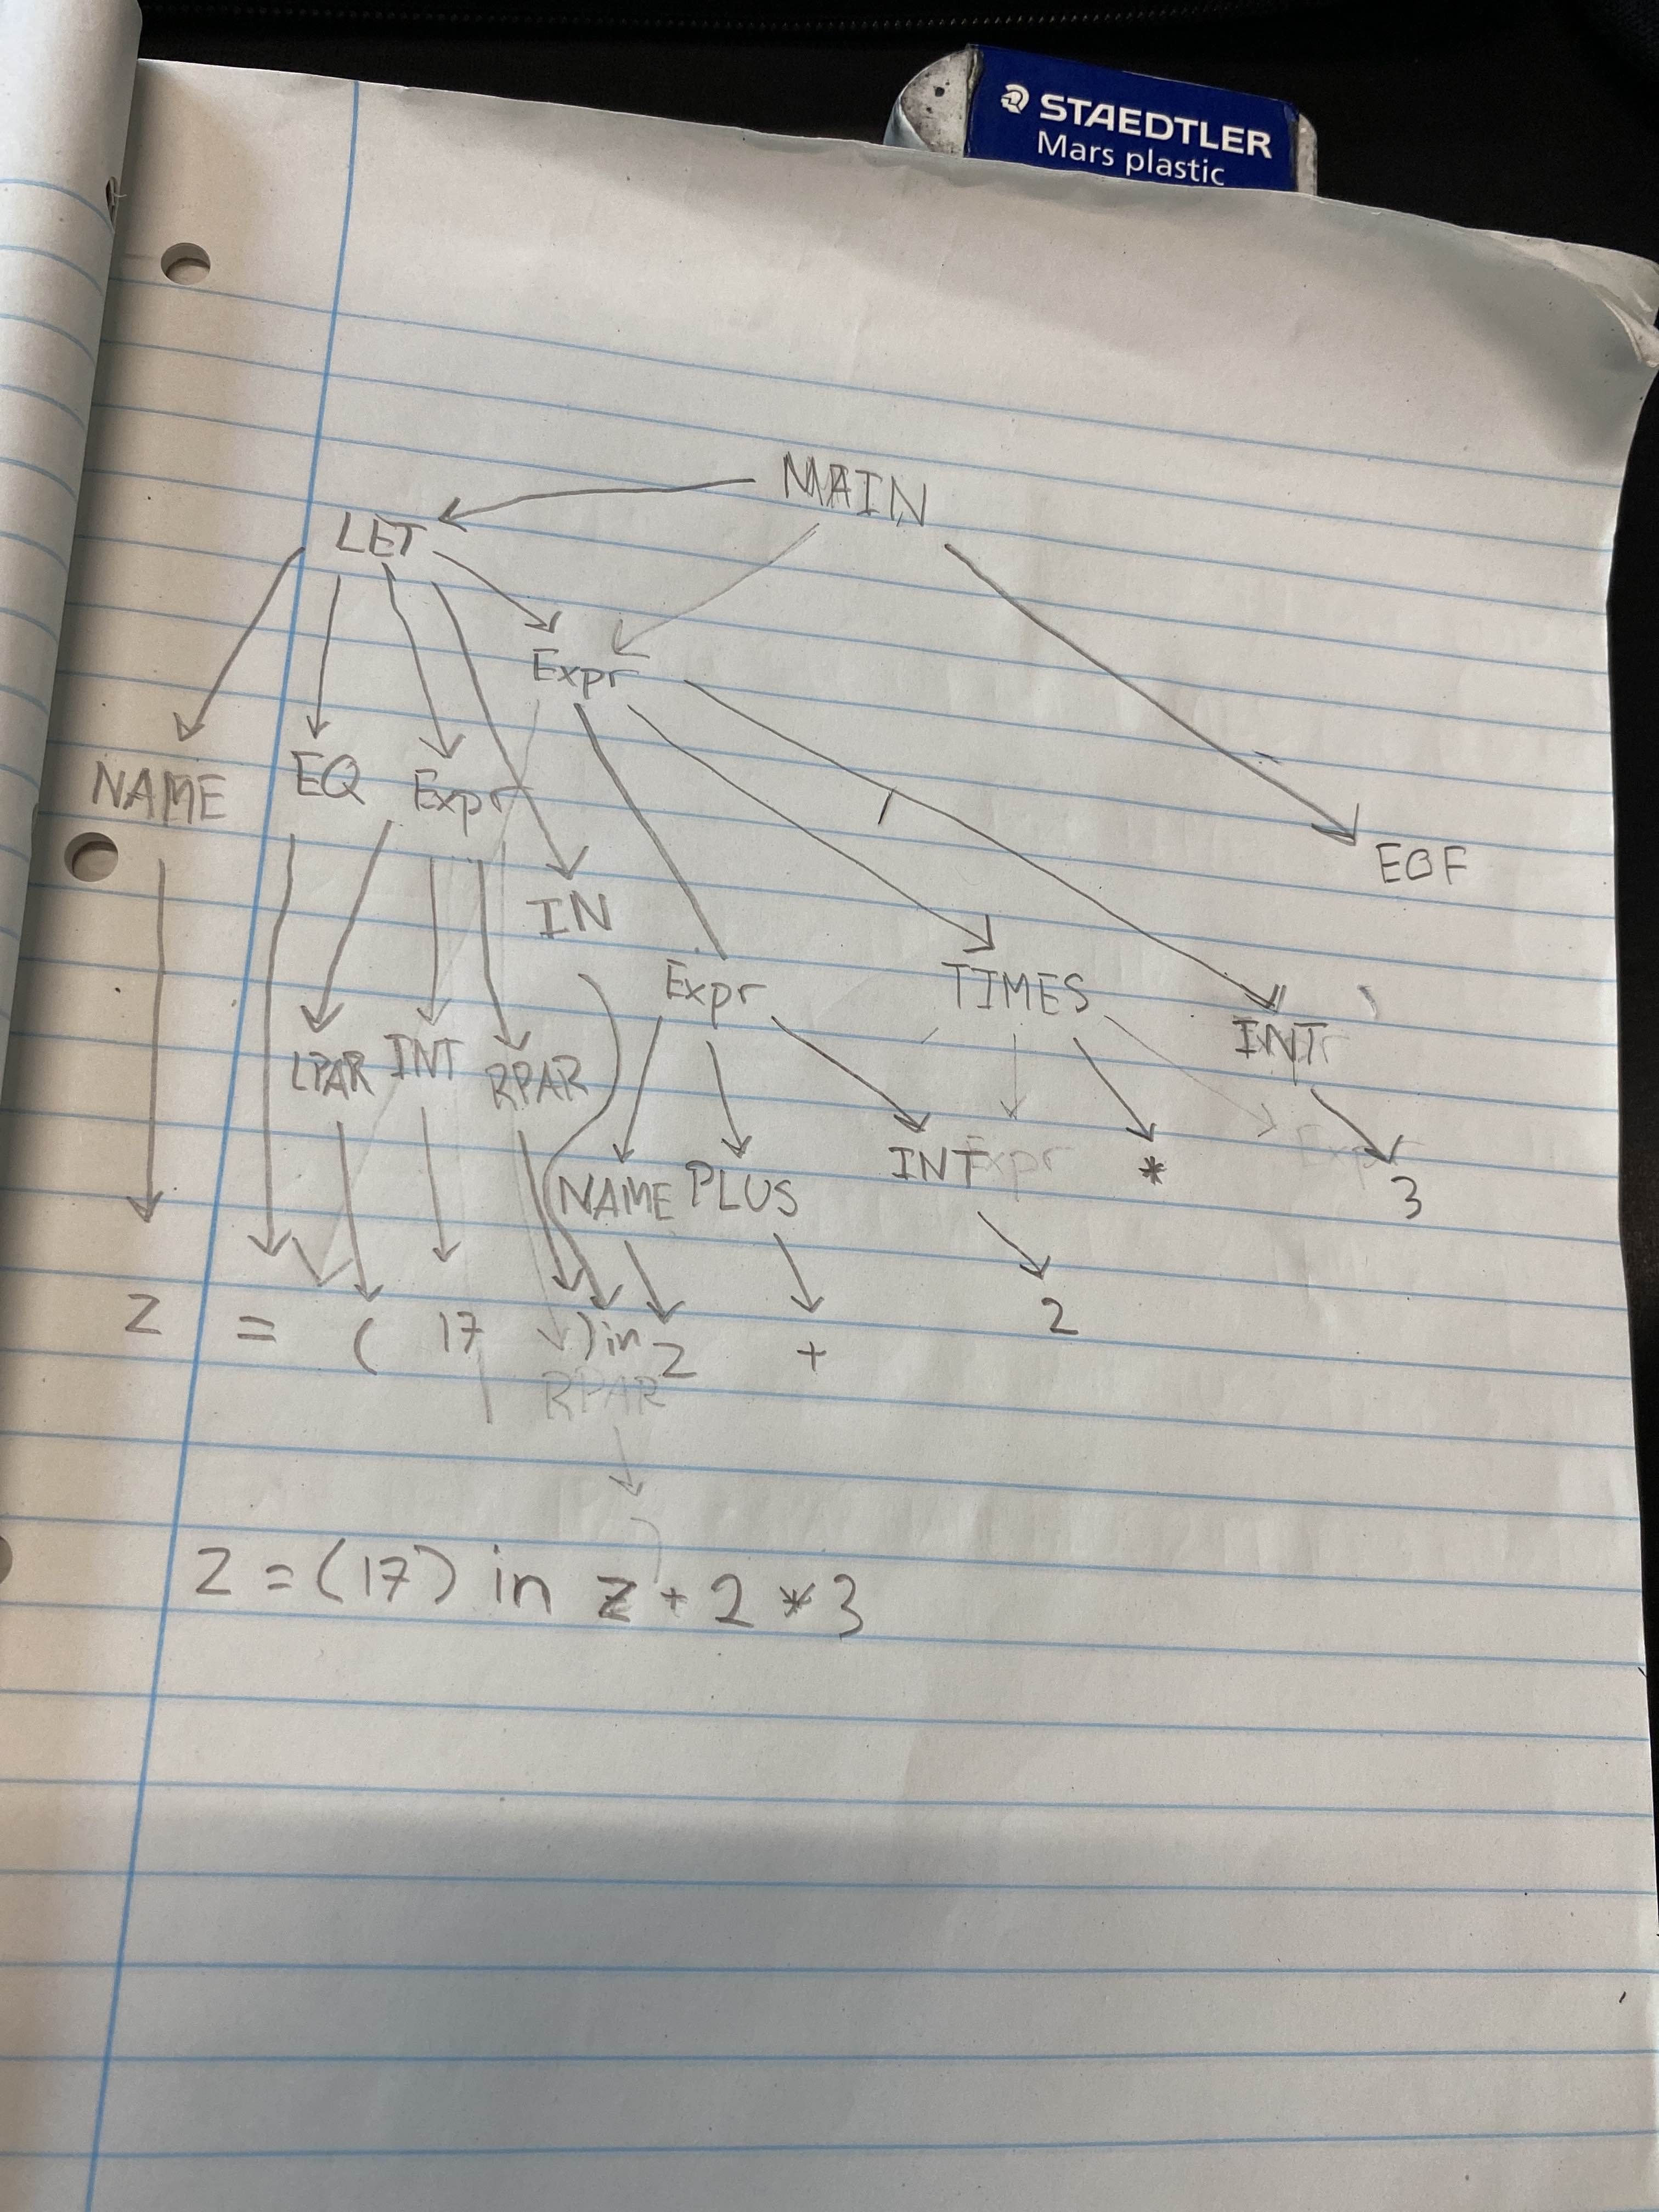 STAEDTLER
Mars plastic
MAIN
LET
Expr
NAME EQ Expr
EOF
IN
Expr TIMES INT
LPAR INT RPAR
NAME PLUS INT Expr * Expr 3
z = ( 17 ) in z + 2
RPAR
)
z = (17) in z + 2 * 3